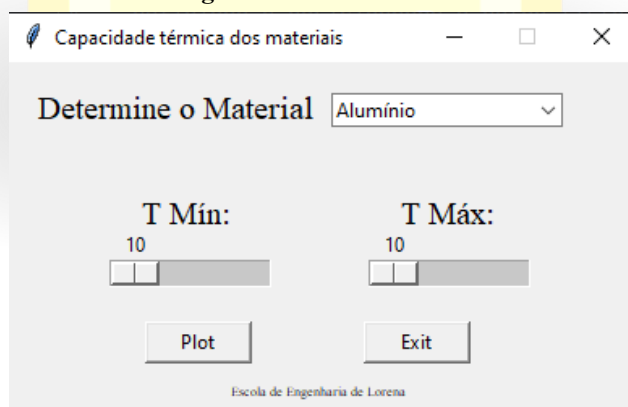 Capacidade térmica dos materiais
Determine o Material Alumínio
T Mín: T Máx:
10 10
Plot Exit
Escola de Engenharia de Lorena